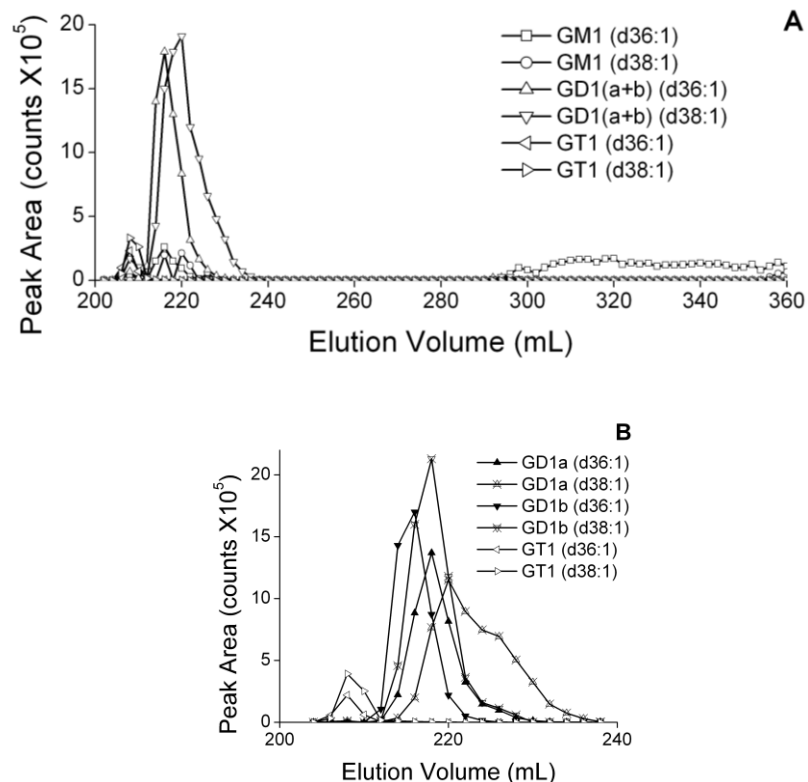 A
Peak Area (counts X10⁵)
20
15
10
5
0
GM1 (d36:1)
GM1 (d38:1)
GD1(a+b) (d36:1)
GD1(a+b) (d38:1)
GT1 (d36:1)
GT1 (d38:1)
200 220 240 260 280 300 320 340 360
Elution Volume (mL)
B
Peak Area (counts X10⁵)
20
15
10
5
0
GD1a (d36:1)
GD1a (d38:1)
GD1b (d36:1)
GD1b (d38:1)
GT1 (d36:1)
GT1 (d38:1)
200 220 240
Elution Volume (mL)